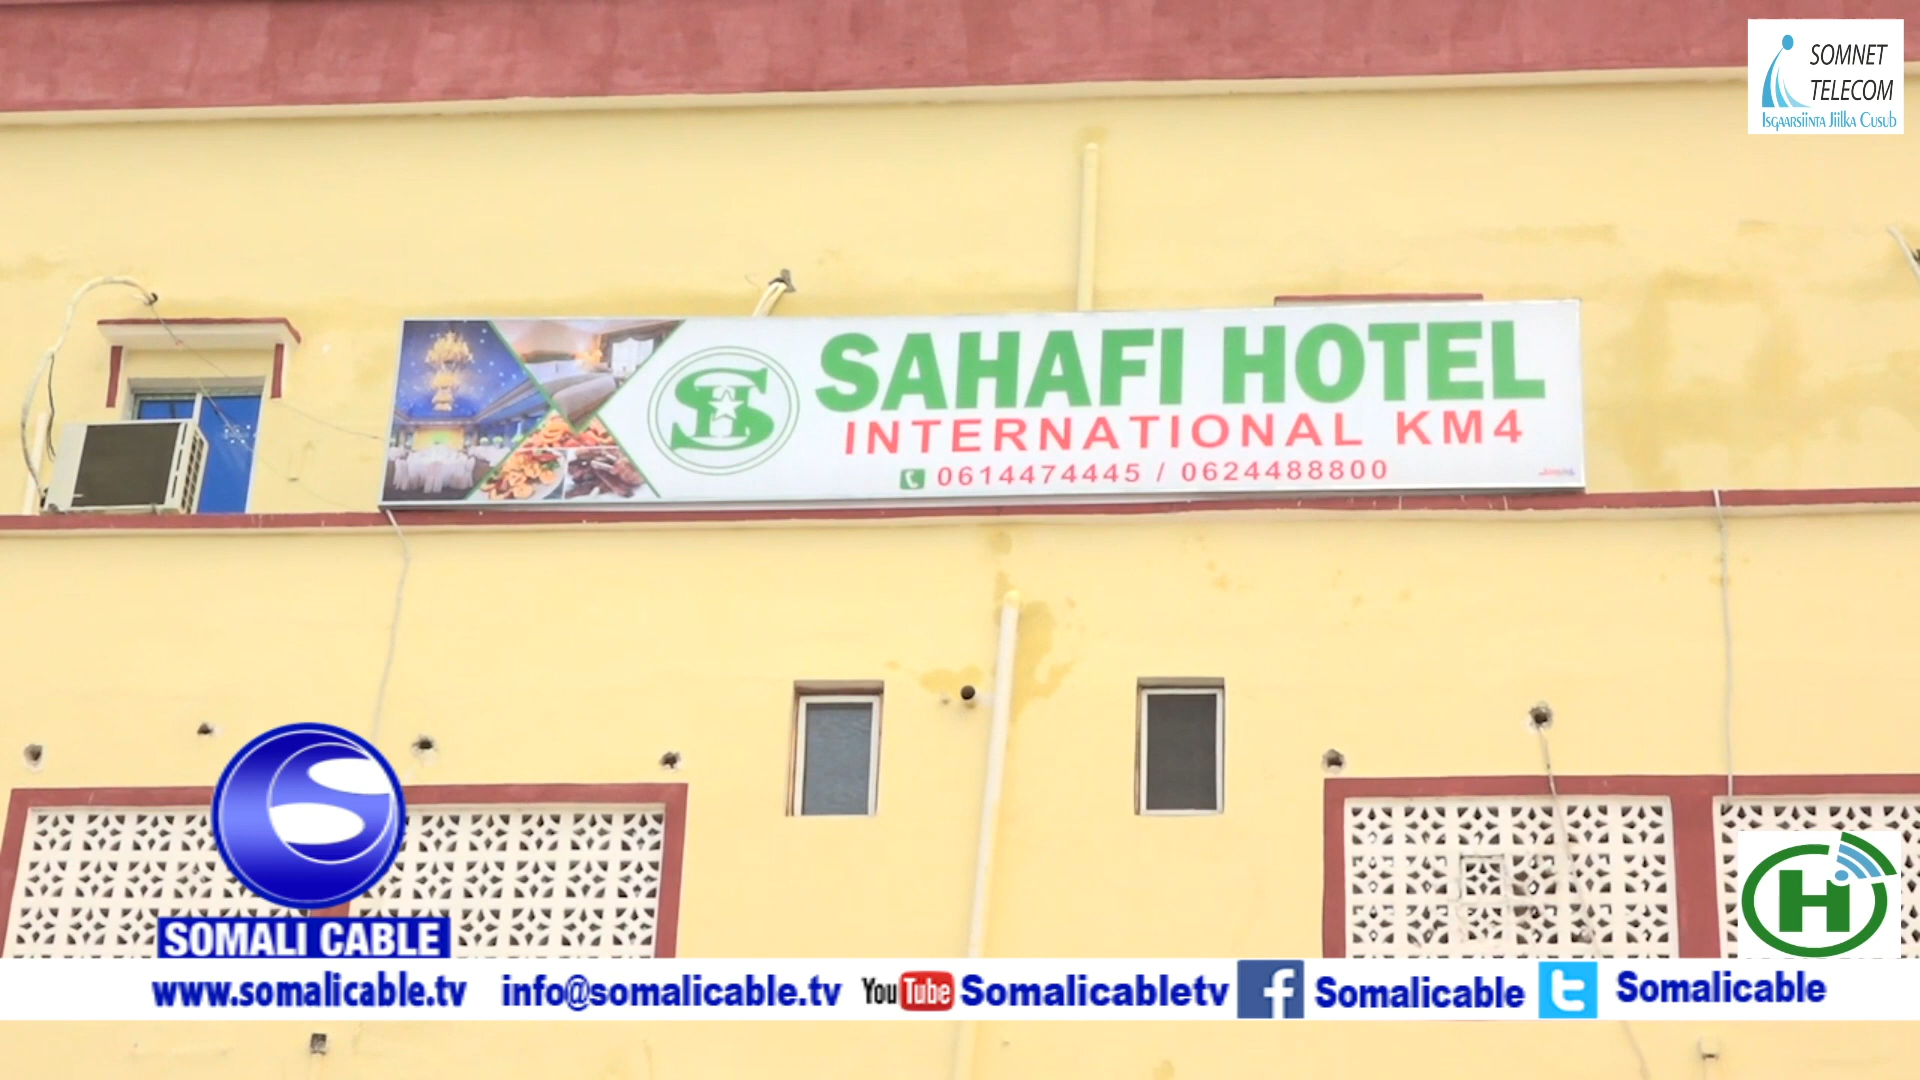 SOMNET
TELECOM
Isgaarsiinta Jiilka Cusub
SAHAFI HOTEL
INTERNATIONAL KM4
0614474445 / 0624488800
SOMALI CABLE
www.somalicable.tv info@somalicable.tv YouTube Somalicabletv f Somalicable t Somalicable